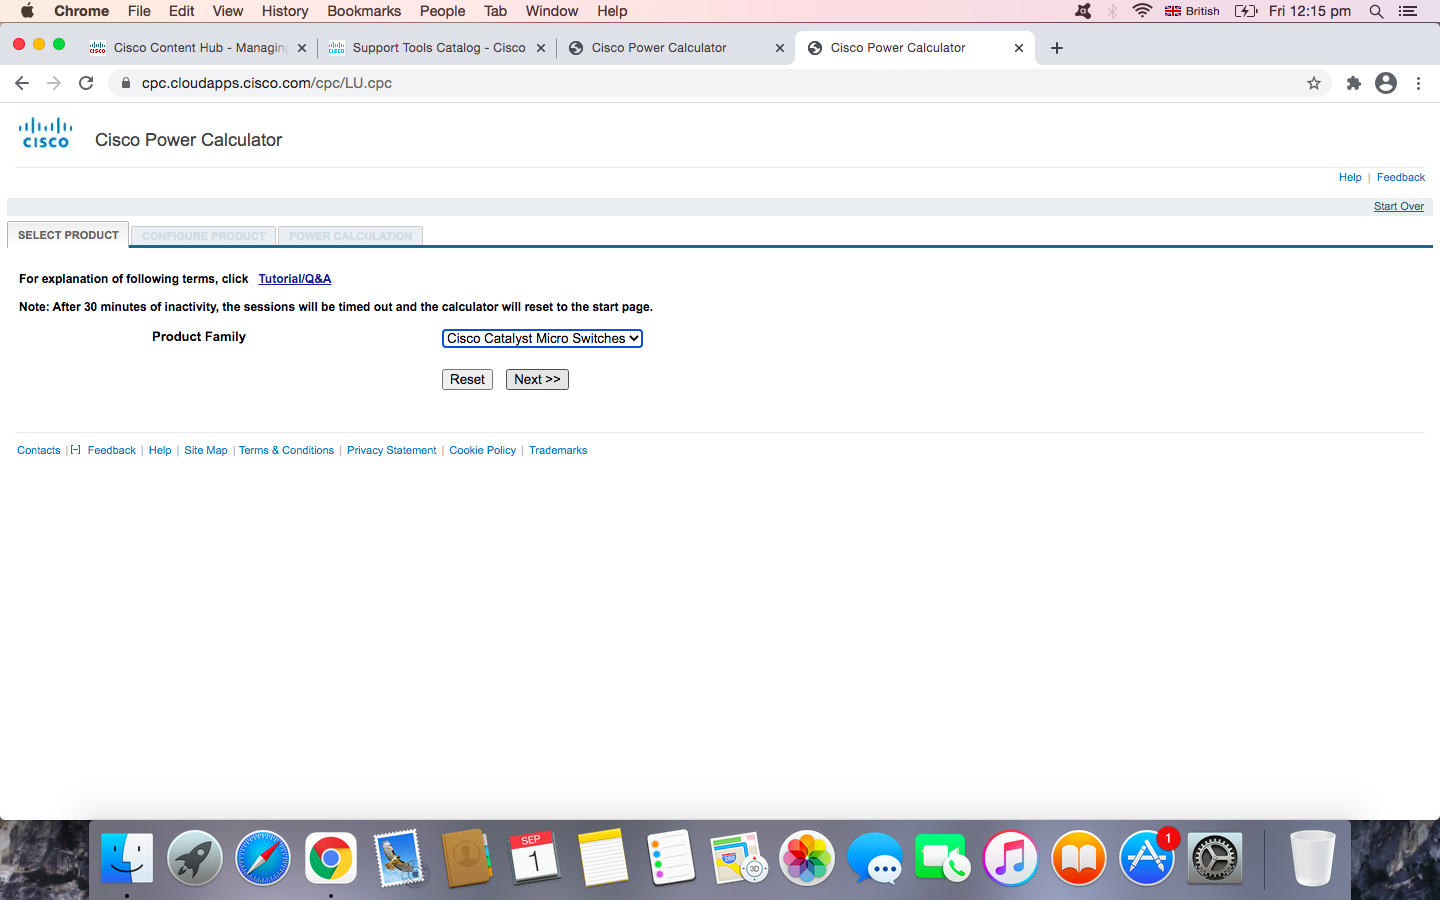 Chrome File Edit View History Bookmarks People Tab Window Help British Fri 12:15 pm
Cisco Content Hub - Managing Support Tools Catalog - Cisco Cisco Power Calculator Cisco Power Calculator
cpc.cloudapps.cisco.com/cpc/LU.cpc
CISCO Cisco Power Calculator
Help | Feedback
Start Over
SELECT PRODUCT CONFIGURE PRODUCT POWER CALCULATION
For explanation of following terms, click Tutorial/Q&A
Note: After 30 minutes of inactivity, the sessions will be timed out and the calculator will reset to the start page.
Product Family Cisco Catalyst Micro Switches
Reset Next >>
Contacts | [-] Feedback | Help | Site Map | Terms & Conditions | Privacy Statement | Cookie Policy | Trademarks
SEP
1
280
3D
1